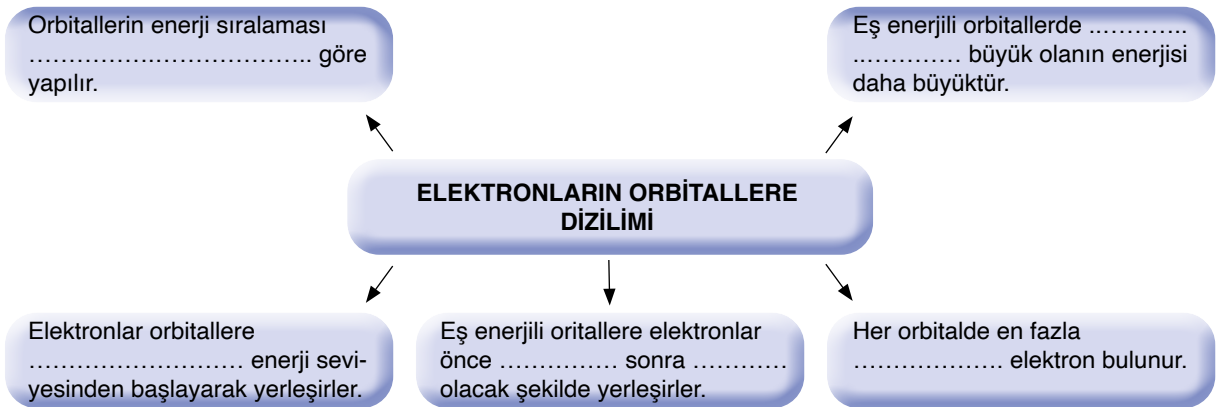 Orbitallerin enerji sıralaması
…………….……………….. göre
yapılır.
Eş enerjili orbitallerde ..………..
..………… büyük olanın enerjisi
daha büyüktür.
ELEKTRONLARIN ORBİTALLERE
DİZİLİMİ
Elektronlar orbitallere
…………………… enerji sevi-
yesinden başlayarak yerleşirler.
Eş enerjili oritallere elektronlar
önce …………… sonra …………
olacak şekilde yerleşirler.
Her orbitalde en fazla
………………. elektron bulunur.